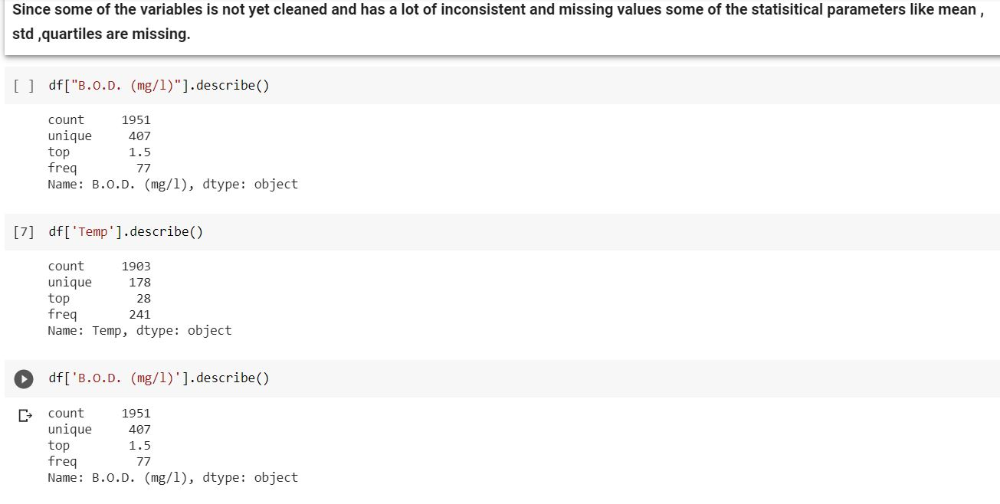 Since some of the variables is not yet cleaned and has a lot of inconsistent and missing values some of the statisitical parameters like mean ,
std ,quartiles are missing.
[ ] df["B.O.D. (mg/l)"].describe()
count 1951
unique 407
top 1.5
freq 77
Name: B.O.D. (mg/l), dtype: object
[7] df['Temp'].describe()
count 1903
unique 178
top 28
freq 241
Name: Temp, dtype: object
df['B.O.D. (mg/l)'].describe()
count 1951
unique 407
top 1.5
freq 77
Name: B.O.D. (mg/l), dtype: object